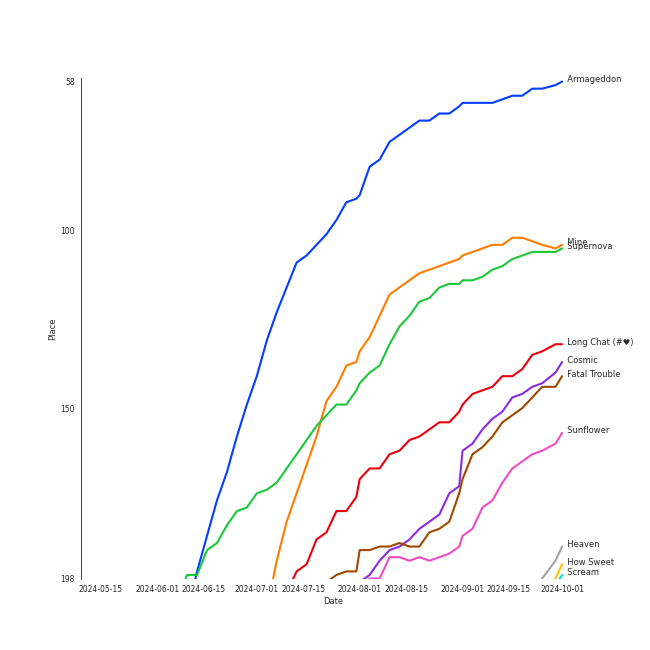 58
100
150
198
Place
Armageddon
Mine
Supernova
Long Chat (#♥)
Cosmic
Fatal Trouble
Sunflower
Heaven
How Sweet
Scream
2024-05-15 2024-06-01 2024-06-15 2024-07-01 2024-07-15 2024-08-01 2024-08-15 2024-09-01 2024-09-15 2024-10-01
Date